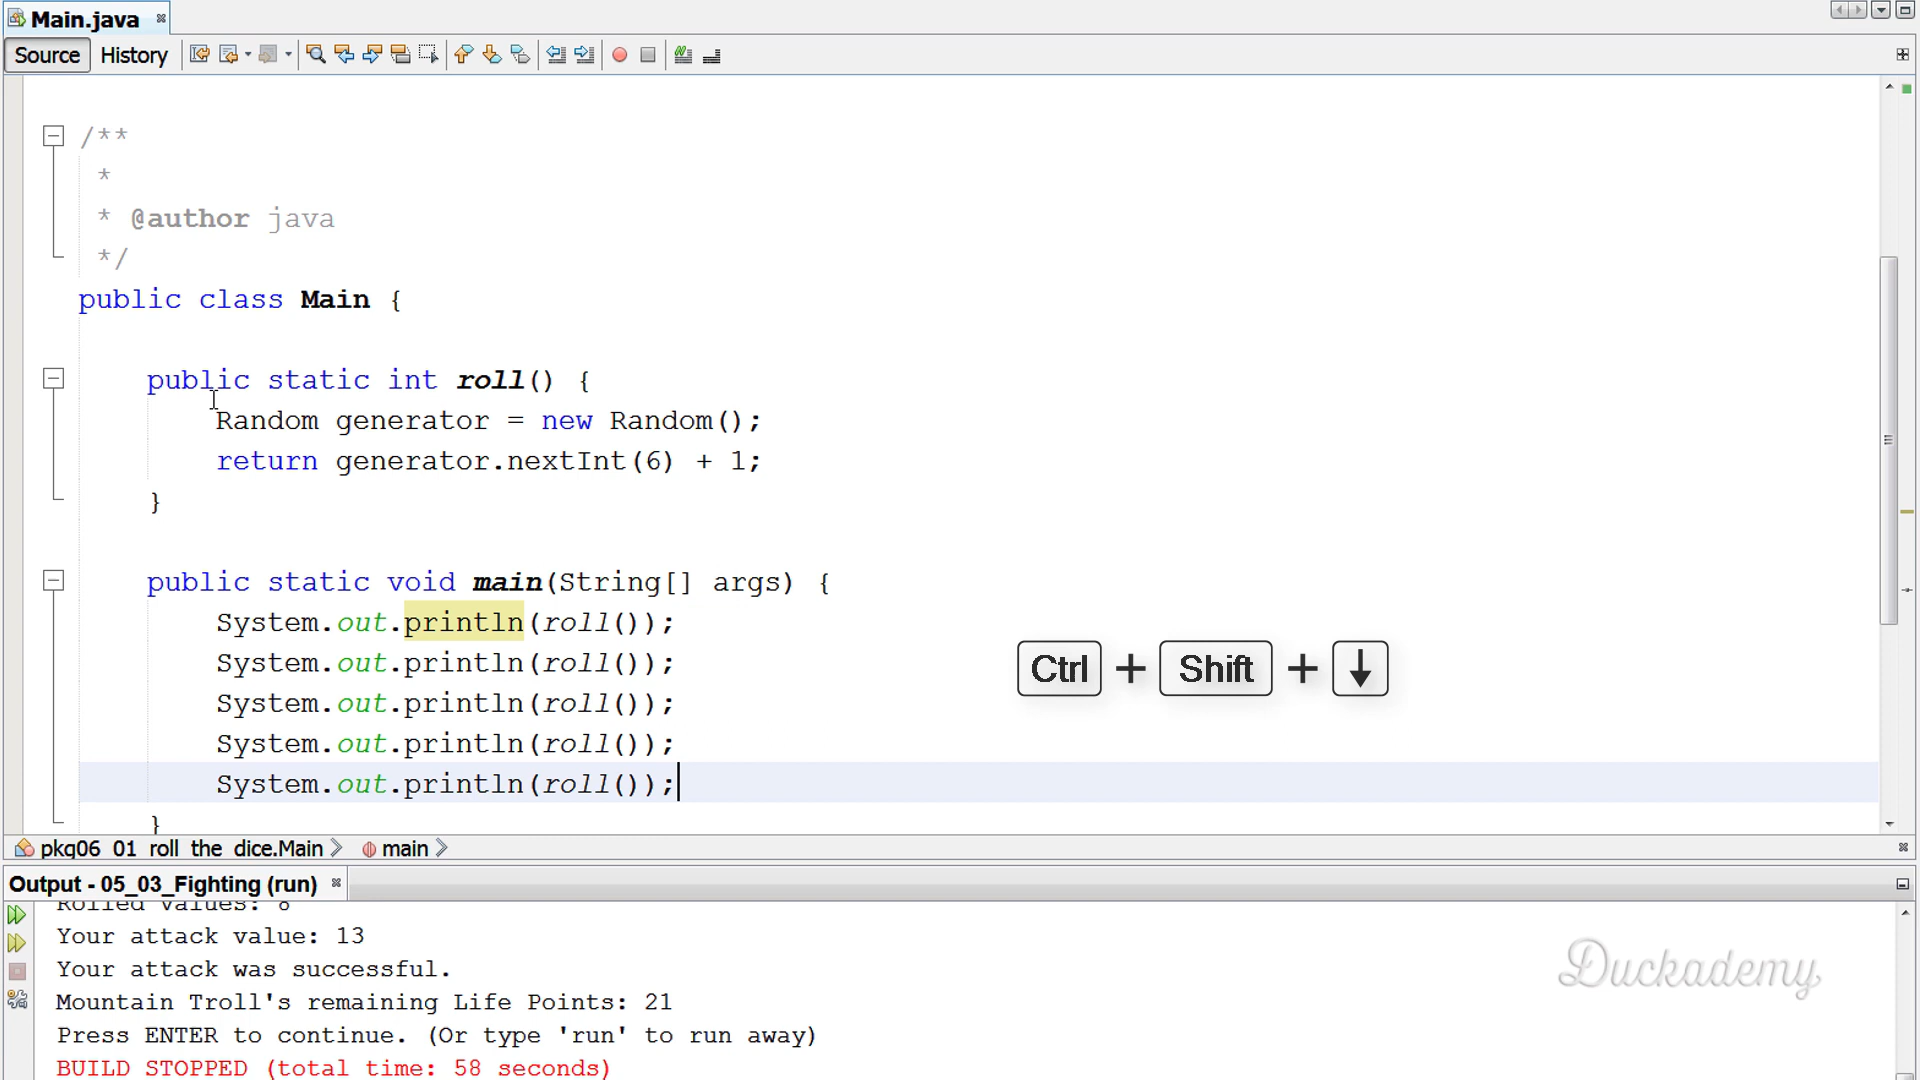 Main.java
Source History
/**
*
* @author java
*/
public class Main {
public static int roll() {
Random generator = new Random();
return generator.nextInt(6) + 1;
}
public static void main(String[] args) {
System.out.println(roll());
System.out.println(roll());
System.out.println(roll());
System.out.println(roll());
System.out.println(roll());
}
Ctrl + Shift + ↓
pkg06_01_roll_the_dice.Main main
Output - 05_03_Fighting (run)
Rolled values: 8
Your attack value: 13
Your attack was successful.
Mountain Troll's remaining Life Points: 21
Press ENTER to continue. (Or type 'run' to run away)
BUILD STOPPED (total time: 58 seconds)
Duckademy